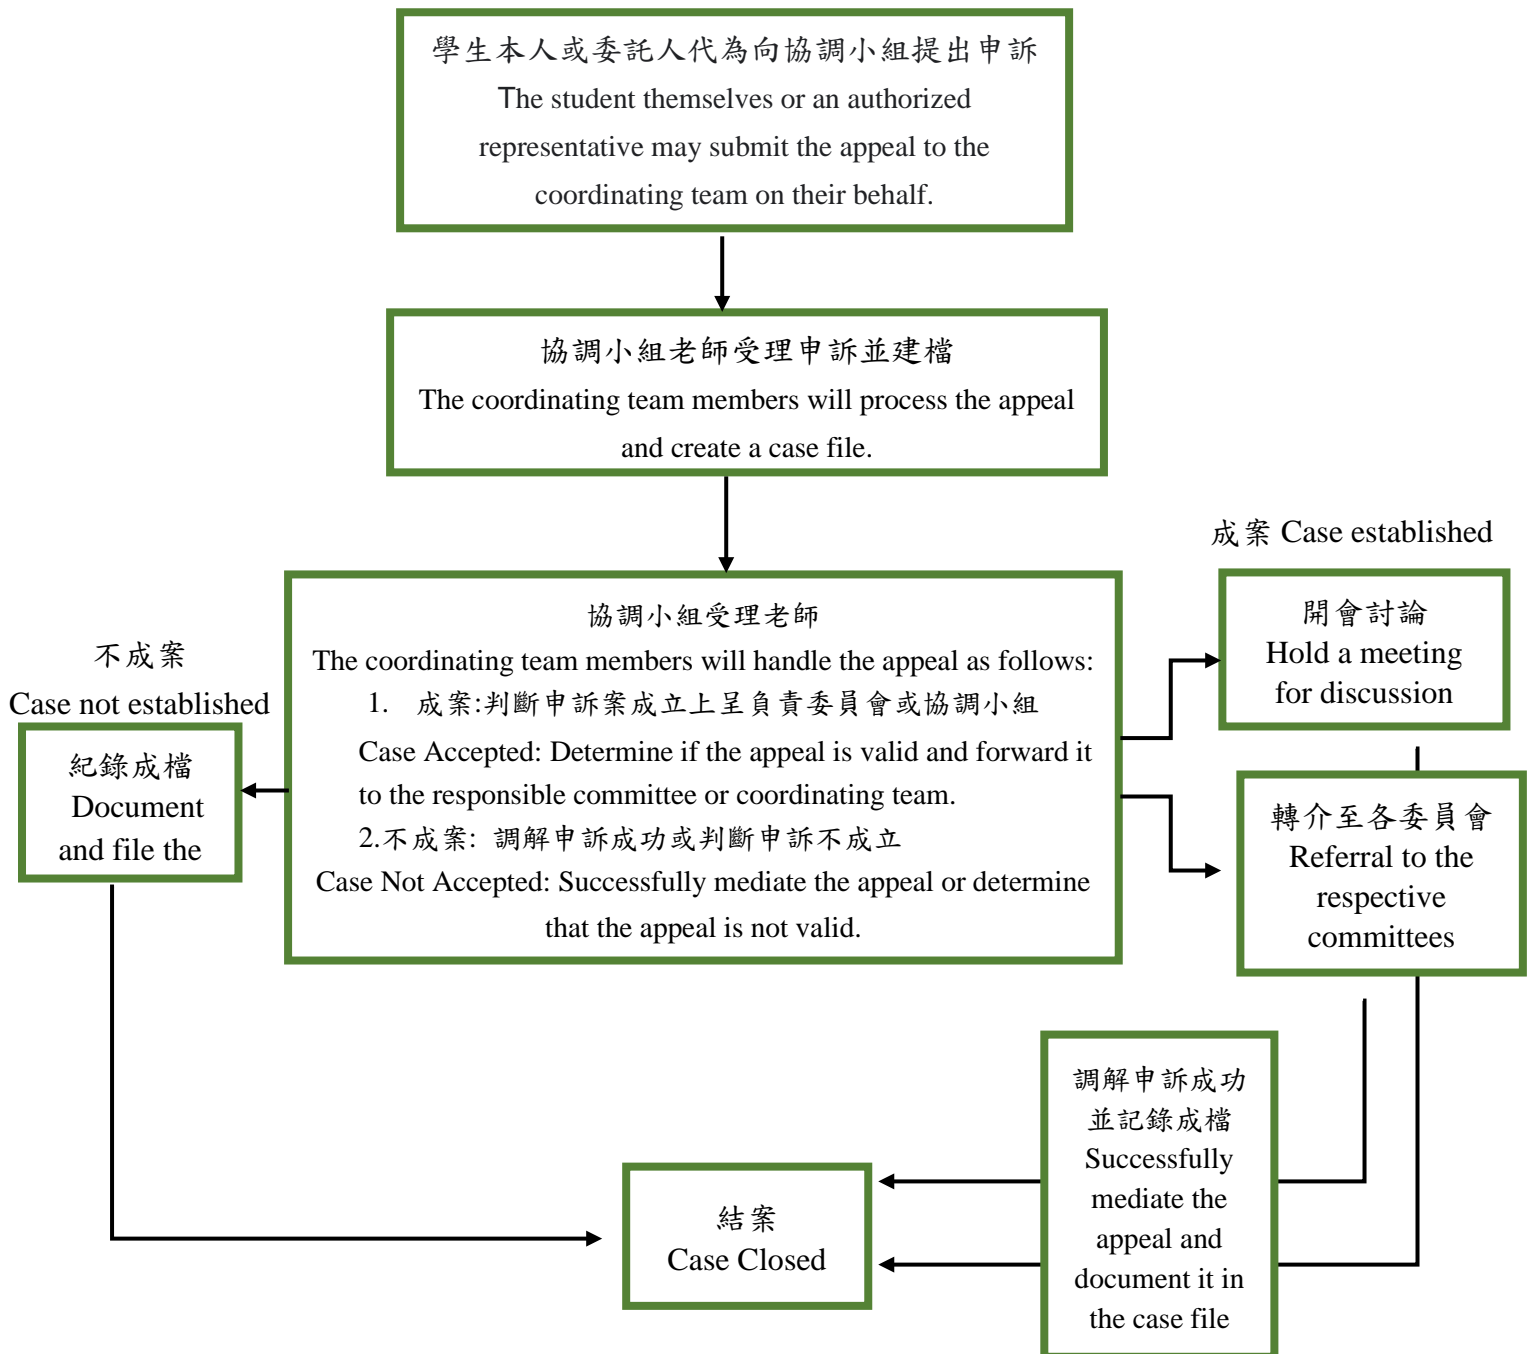 學生本人或委託人代為向協調小組提出申訴
The student themselves or an authorized
representative may submit the appeal to the
coordinating team on their behalf.
協調小組老師受理申訴並建檔
The coordinating team members will process the appeal
and create a case file.
成案 Case established
開會討論
Hold a meeting
for discussion
協調小組受理老師
The coordinating team members will handle the appeal as follows:
1. 成案:判斷申訴案成立上呈負責委員會或協調小組
Case Accepted: Determine if the appeal is valid and forward it
to the responsible committee or coordinating team.
2.不成案: 調解申訴成功或判斷申訴不成立
Case Not Accepted: Successfully mediate the appeal or determine
that the appeal is not valid.
不成案
Case not established
紀錄成檔
Document
and file the
轉介至各委員會
Referral to the
respective
committees
調解申訴成功
並記錄成檔
Successfully
mediate the
appeal and
document it in
the case file
結案
Case Closed